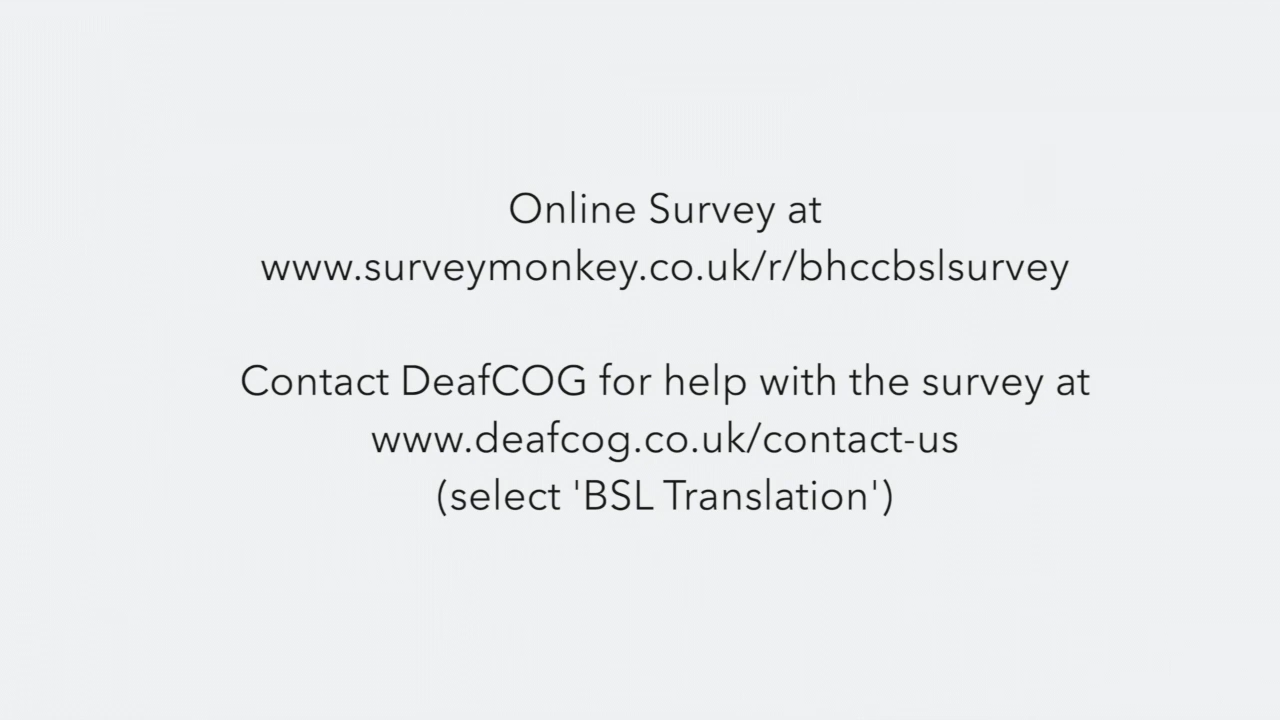 Online Survey at
www.surveymonkey.co.uk/r/bhccbslsurvey
Contact DeafCOG for help with the survey at
www.deafcog.co.uk/contact-us
(select 'BSL Translation')